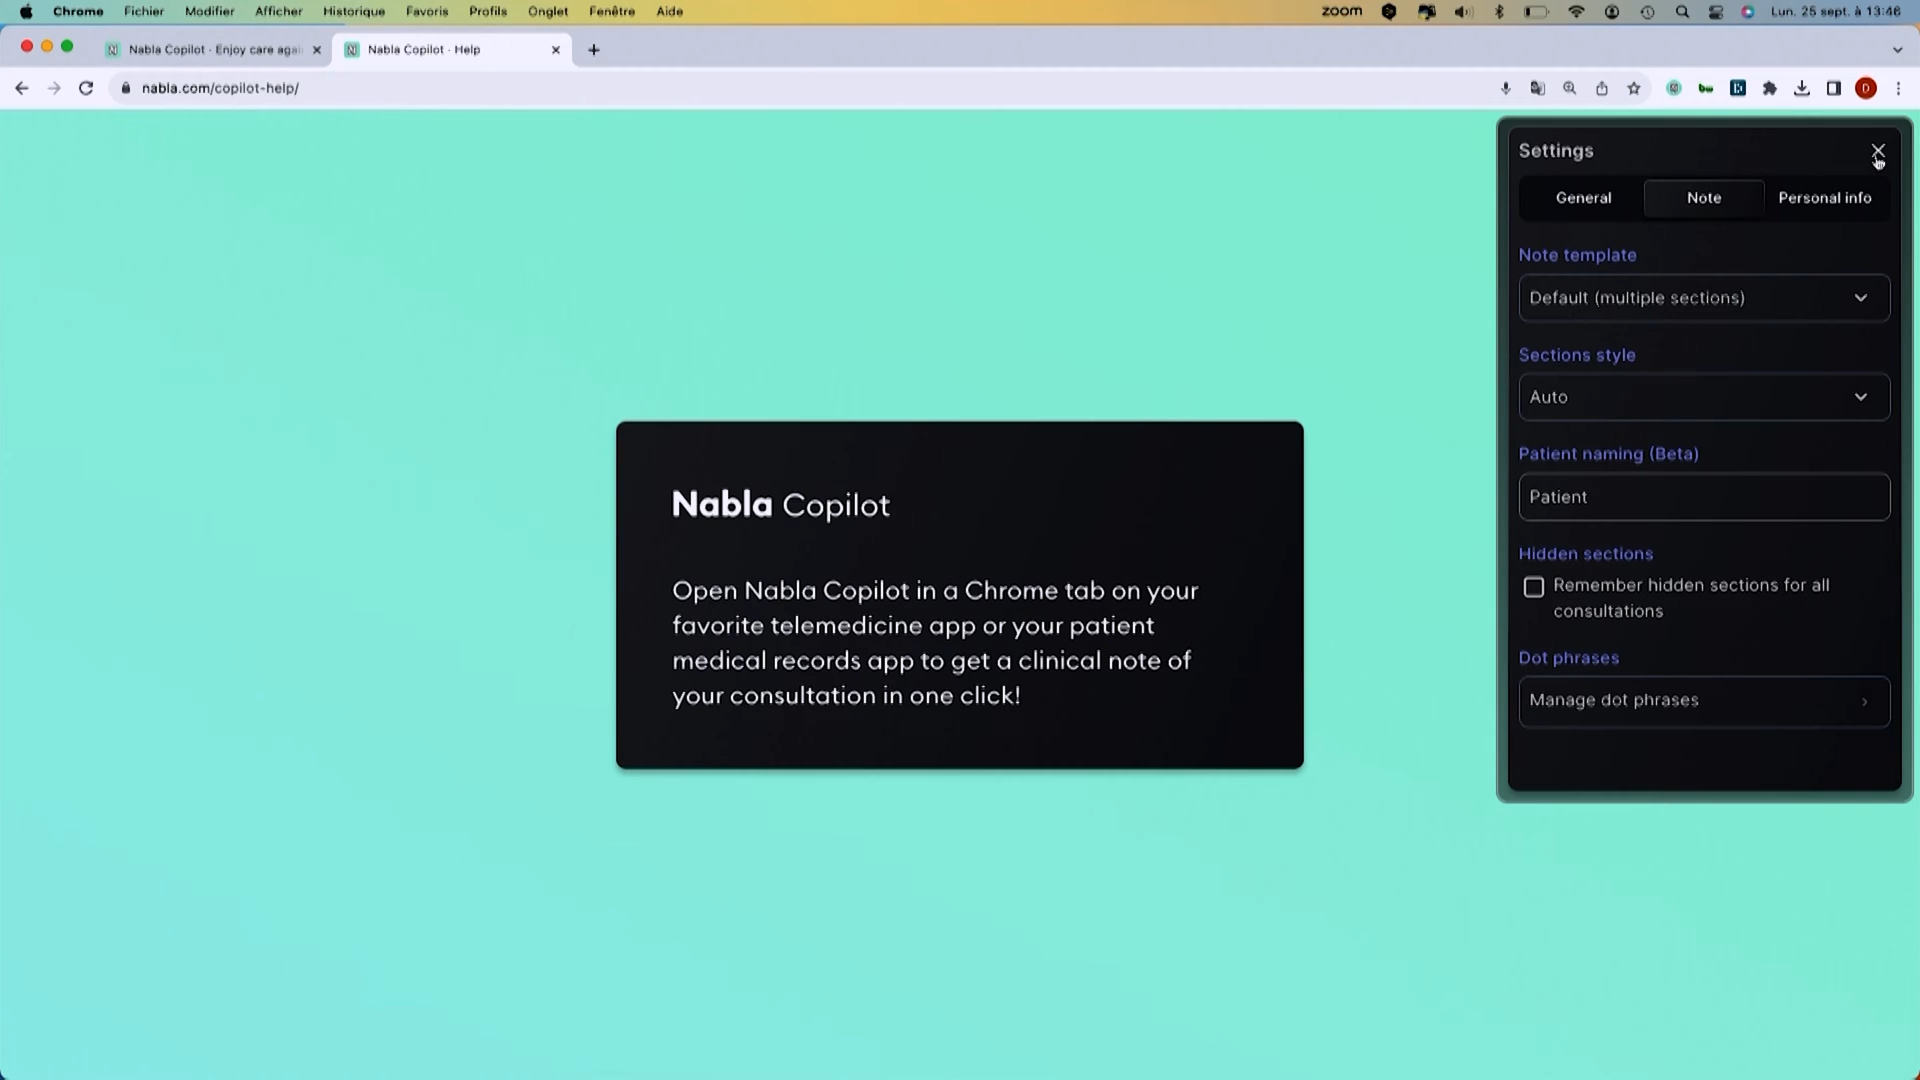 Chrome Fichier Modifier Afficher Historique Favoris Profils Onglet Fenêtre Aide zoom Lun. 25 sept. à 13:46
Nabla Copilot · Enjoy care agai Nabla Copilot · Help
nabla.com/copilot-help/
Settings
General Note Personal info
Note template
Default (multiple sections)
Sections style
Auto
Patient naming (Beta)
Patient
Hidden sections
Remember hidden sections for all
consultations
Dot phrases
Manage dot phrases
Nabla Copilot
Open Nabla Copilot in a Chrome tab on your
favorite telemedicine app or your patient
medical records app to get a clinical note of
your consultation in one click!